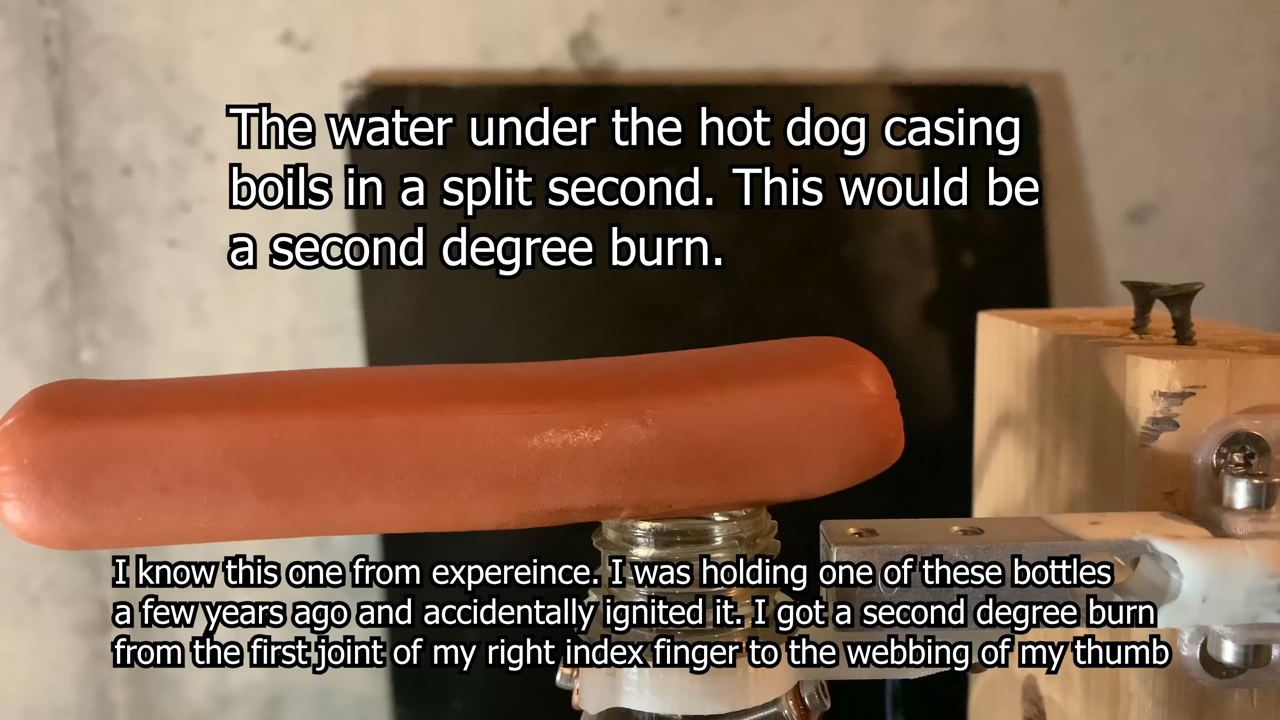 The water under the hot dog casing
boils in a split second. This would be
a second degree burn.
I know this one from expereince. I was holding one of these bottles
a few years ago and accidentally ignited it. I got a second degree burn
from the first joint of my right index finger to the webbing of my thumb